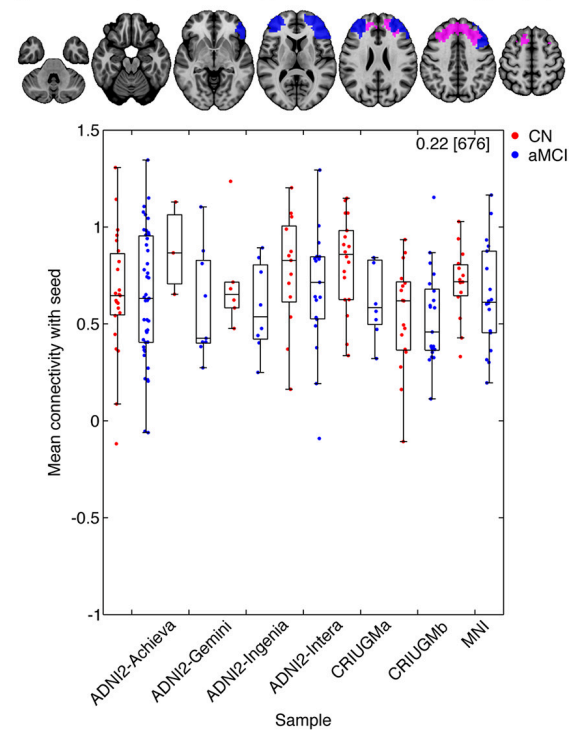 1.5
0.22 [676]
CN
aMCI
1
0.5
0
-0.5
-1
Mean connectivity with seed
ADNI2-Achieva
ADNI2-Gemini
ADNI2-Ingenia
ADNI2-Intera
CRIUGMa
CRIUGMb
MNI
Sample